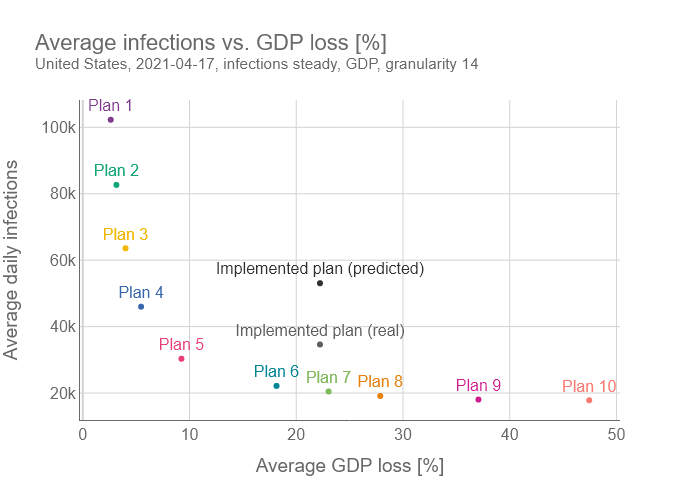 Average infections vs. GDP loss [%]
United States, 2021-04-17, infections steady, GDP, granularity 14
Plan 1
100k
Plan 2
80k
Plan 3
60k
Implemented plan (predicted)
Plan 4
40k
Implemented plan (real)
Plan 5
Plan 6
Plan 7
Plan 8
Plan 9
Plan 10
20k
0
10
20
30
40
50
Average daily infections
Average GDP loss [%]